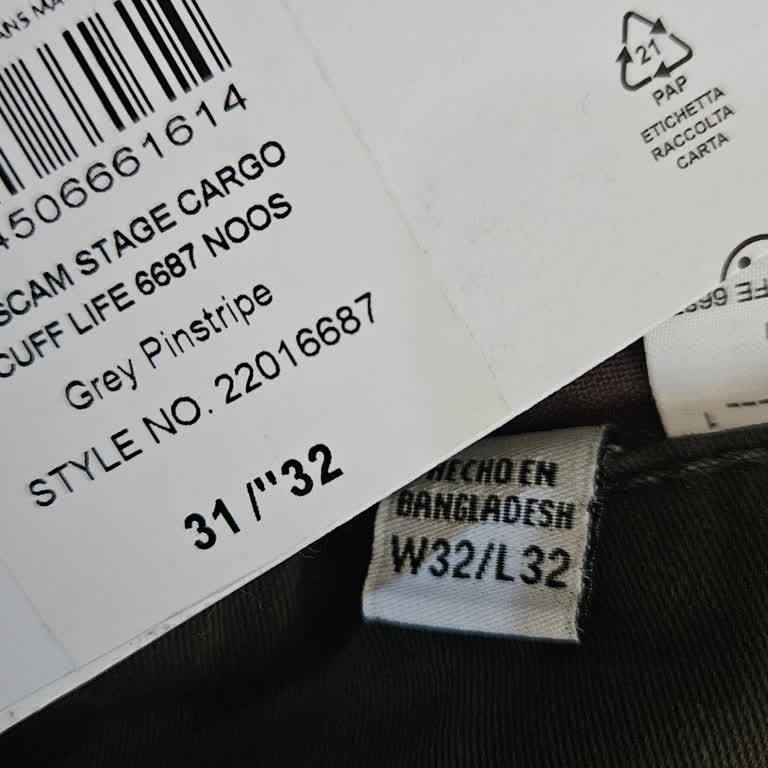 4506661614
SCAM STAGE CARGO
CUFF LIFE 6687 NOOS
Grey Pinstripe
STYLE NO. 22016687
31 /"32
21
PAP
ETICHETTA
RACCOLTA
CARTA
HECHO EN
BANGLADESH
W32/L32